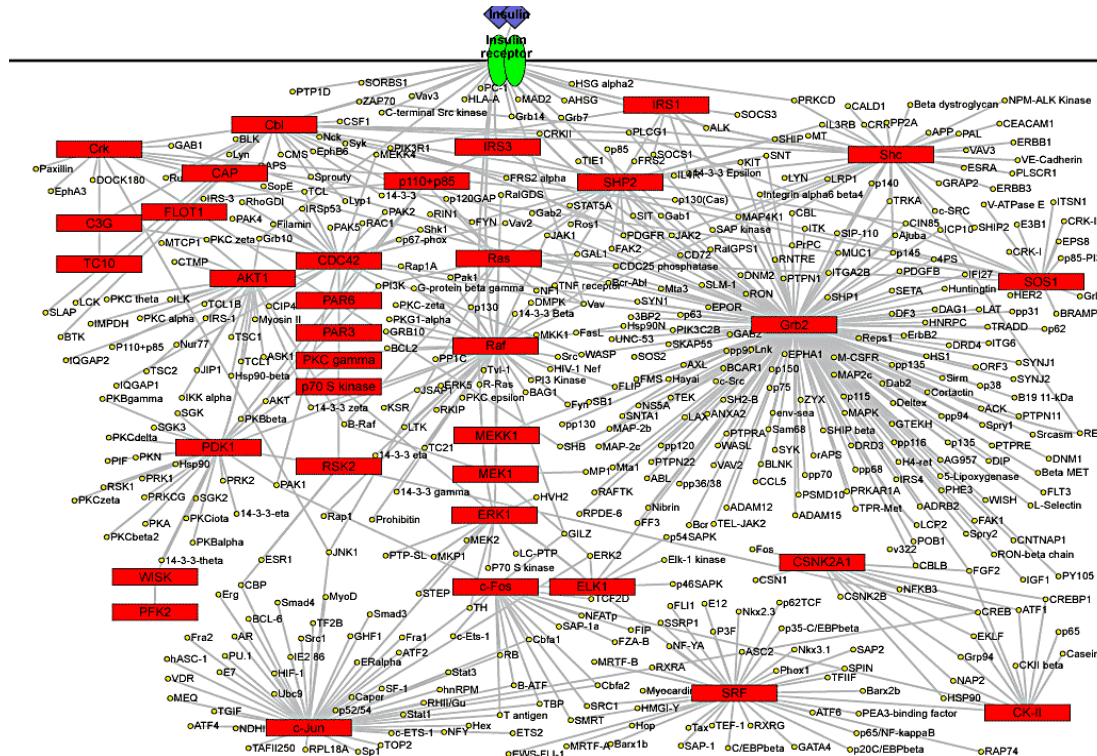 Insulin
Insulin
receptor
PC-1
HSG alpha2
SORBS1
PTP1D
Vav3
ZAP70
HLA-A
MAD2
AHSG
IRS1
PRKCD
CALD1
Beta dystroglycan
NPM-ALK Kinase
C-terminal Src kinase
Grb14
Grb7
SOCS3
CEACAM1
Cbl
CSF1
CRKII
PLCG1
ALK
SHIP
MT
IL3RB
CRP
PP2A
APP
PAL
ERBB1
BLK
Nck
Syk
GAB1
Crk
Lyn
CMS
EphB6
PIK3R1
IRS3
p85
SOCS1
TIE1
FRS2
KIT
SNT
Shc
VAV3
VE-Cadherin
ESRA
PLSCR1
Paxillin
DOCK180
CAP
APS
MEKK4
Sprouty
p110+p85
FRS2 alpha
SHP2
14-3-3 Epsilon
LYN
LRP1
p140
GRAP2
ERBB3
EphA3
SopE
TCL
14-3-3
RalGDS
Integrin alpha6 beta4
TRKA
V-ATPase E
ITSN1
IRS-3
RhoGDI
IRSp53
Lyp1
p120GAP
STAT5A
p130(Cas)
CBL
c-SRC
C3G
FLOT1
PAK4
Filamin
RAC1
PAK2
RIN1
FYN
Gab2
SIT
Gab1
MAP4K1
ITK
CIN85
ICP10
SHIP2
E3B1
CRK-I
MTCP1
PKC zeta
Grb10
PAK5
Shk1
p67-phox
Vav2
Ros1
JAK1
PDGFR
JAK2
SAP kinase
SIP-110
Ajuba
EPS8
TC10
CTMP
AKT1
CDC42
Rap1A
Ras
GAL1
FAK2
CD72
RalGPS1
PrPC
RNTRE
MUC1
p145
4PS
p85-PI3
CDC25 phosphatase
PTPN1
ITGA2B
PDGFB
IFI27
SOS1
LCK
PKC theta
ILK
TCL1B
CIP4
PAR6
PI3K
Pak1
G-protein beta gamma
NF1
TNF receptor
Bcr-Abl
Mta3
SLM-1
DNM2
RON
SHP1
SETA
Huntingtin
HER2
SLAP
IMPDH
PKC alpha
IRS-1
Myosin II
PKC-zeta
p130
DMPK
Vav
SYN1
EPOR
DF3
DAG1
LAT
pp31
BRAMP
BTK
TSC1
PAR3
PKG1-alpha
14-3-3 Beta
3BP2
p63
Grb2
HNRPC
TRADD
p62
P110+p85
Nur77
GRB10
MKK1
FasL
Hsp90N
PIK3C2B
GAB2
Reps1
ErbB2
DRD4
ITG6
IQGAP2
TSC2
TCL1
ASK1
PKC gamma
BCL2
Raf
PP1C
Src
WASP
UNC-53
SKAP55
Lnk
EPHA1
M-CSFR
HS1
SYNJ1
JIP1
Hsp90-beta
Tvl-1
HIV-1 Nef
SOS2
AXL
BCAR1
p150
MAP2c
pp135
ORF3
SYNJ2
IQGAP1
IKK alpha
AKT
p70 S kinase
JSAP1
ERK5
R-Ras
PI3 Kinase
FLIP
FMS
Hayai
c-Src
p75
Dab2
Sirm
p38
PKBgamma
SGK
PKBbeta
14-3-3 zeta
KSR
RKIP
PKC epsilon
BAG1
Fyn
SB1
NS5A
TEK
SH2-B
ZYX
p115
Deltex
Cortactin
B19 11-kDa
SGK3
B-Raf
LTK
pp130
SNTA1
LAX
ANXA2
env-sea
MAPK
GTEKH
pp94
ACK
PTPN11
PKCdelta
PDK1
14-3-3 eta
TC21
MEKK1
MAP-2b
PTPRA
Sam68
SHIP beta
Spry1
Srcasm
PIF
PKN
Hsp90
RSK2
SHB
MAP-2c
pp120
WASL
SYK
DRD3
pp116
p135
PTPRE
RSK1
PRK1
PRK2
PAK1
MEK1
MP1
Mta1
PTPN22
VAV2
BLNK
rAPS
H4-ret
AG957
DIP
DNM1
PKCzeta
PRKCG
SGK2
14-3-3 gamma
ABL
pp36/38
CCL5
pp70
pp68
IRS4
5-Lipoxygenase
Beta MET
PKA
PKCiota
14-3-3-eta
Rap1
Prohibitin
HVH2
RAFTK
PRKAR1A
PHE3
WISH
FLT3
PKCbeta2
PKBalpha
ERK1
RPDE-6
Nibrin
ADAM12
PSMD10
TPR-Met
ADRB2
L-Selectin
MEK2
GILZ
FF3
Bcr
TEL-JAK2
ADAM15
LCP2
FAK1
14-3-3-theta
ESR1
JNK1
PTP-SL
MKP1
LC-PTP
ERK2
p54SAPK
Fos
v322
POB1
Spry2
CNTNAP1
WISK
CBP
P70 S kinase
Elk-1 kinase
CSNK2A1
CBLB
RON-beta chain
FGF2
PFK2
Erg
Smad4
MyoD
STEP
c-Fos
ELK1
p46SAPK
CSN1
CSNK2B
NFKB3
IGF1
PY105
BCL-6
TF2B
Smad3
TH
TCF2D
FLI1
E12
p62TCF
CREB
ATF1
CREBP1
Fra2
AR
Src1
GHF1
Fra1
c-Ets-1
NFATp
SSRP1
Nkx2.3
p35-C/EBPbeta
hASC-1
PU.1
IE2 86
ATF2
SAP-1a
FIP
P3F
EKLF
p65
VDR
E7
HIF-1
ERalpha
RB
Cbfa1
FZA-B
NF-YA
ASC2
Nkx3.1
SAP2
Grp94
CKII beta
Casein
MEQ
Ubc9
SF-1
Stat3
MRTF-B
RXRA
Phox1
SPIN
TFIIF
NAP2
TGIF
Caper
hnRPM
B-ATF
Cbfa2
SRF
Barx2b
HSP90
ATF4
NDHII
p52/54
RHII/Gu
TBP
SRC1
HMGI-Y
CK-II
c-Jun
Stat1
Hex
T antigen
SMRT
Hop
Tax
TEF-1
RXRG
ATF6
PEA3-binding factor
TAFII250
RPL18A
Sp1
TOP2
c-ETS-1
NFY
ETS2
EWS-FLI-1
MRTF-A
Barx1b
SAP-1
C/EBPbeta
GATA4
p65/NF-kappaB
p20C/EBPbeta
RAP74